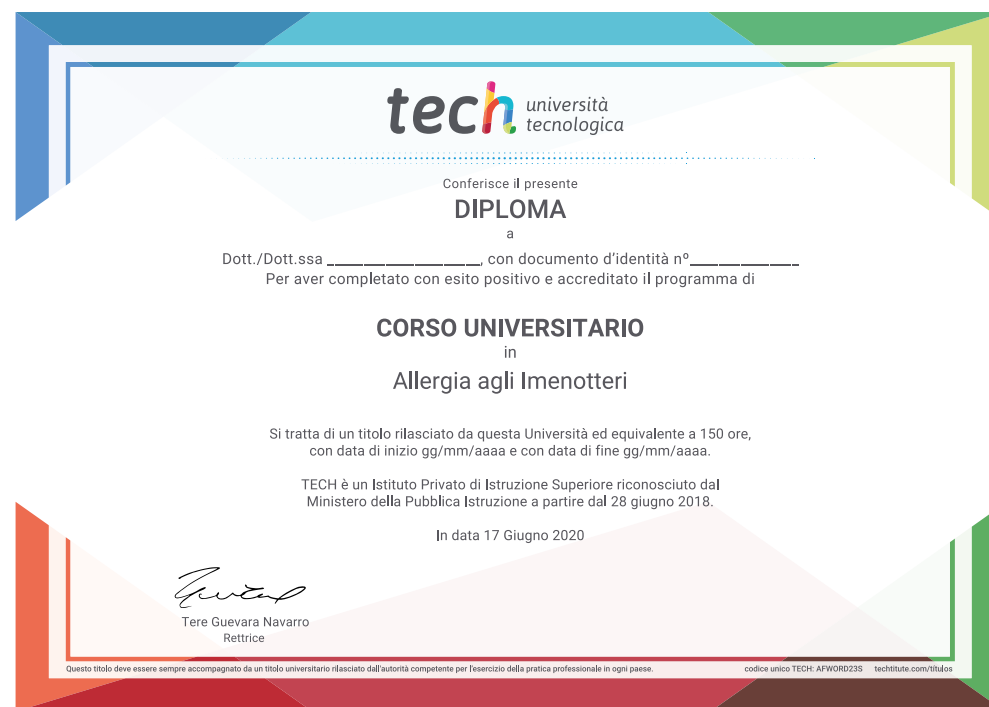 tech università
tecnologica
Conferisce il presente
DIPLOMA
a
Dott./Dott.ssa ____________________, con documento d'identità nº______________
Per aver completato con esito positivo e accreditato il programma di
CORSO UNIVERSITARIO
in
Allergia agli Imenotteri
Si tratta di un titolo rilasciato da questa Università ed equivalente a 150 ore,
con data di inizio gg/mm/aaaa e con data di fine gg/mm/aaaa.
TECH è un Istituto Privato di Istruzione Superiore riconosciuto dal
Ministero della Pubblica Istruzione a partire dal 28 giugno 2018.
In data 17 Giugno 2020
Tere Guevara Navarro
Rettrice
Questo titolo deve essere sempre accompagnato da un titolo universitario rilasciato dall'autorità competente per l'esercizio della pratica professionale in ogni paese. codice unico TECH: AFWORD23S techtitute.com/titulos